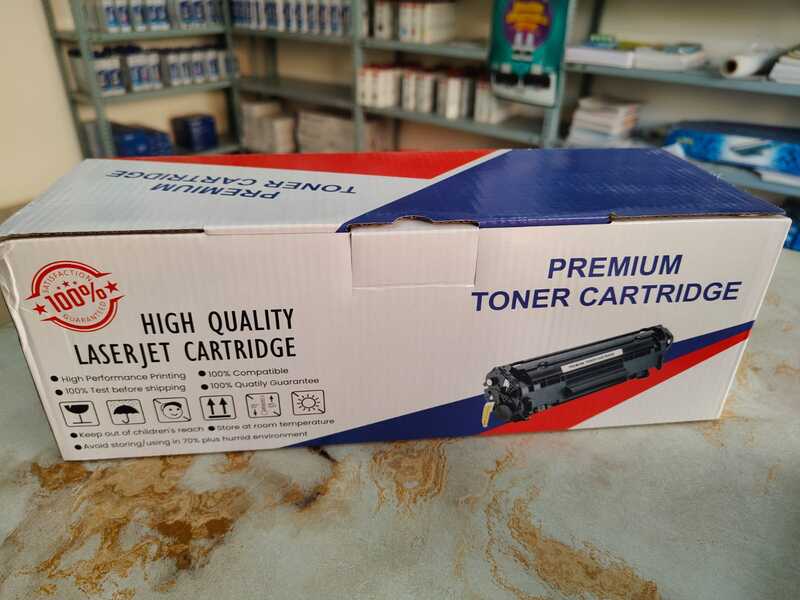 PREMIUM
TONER CARTRIDGE
SATISFACTION
100%
GUARANTEED
HIGH QUALITY
LASERJET CARTRIDGE
High Performance Printing
100% Compatible
100% Test before shipping
100% Quatily Guarantee
Keep out of children's reach
Store at room temperature
Avoid storing/using in 70% plus humid environment
PREMIUM
TONER CARTRIDGE